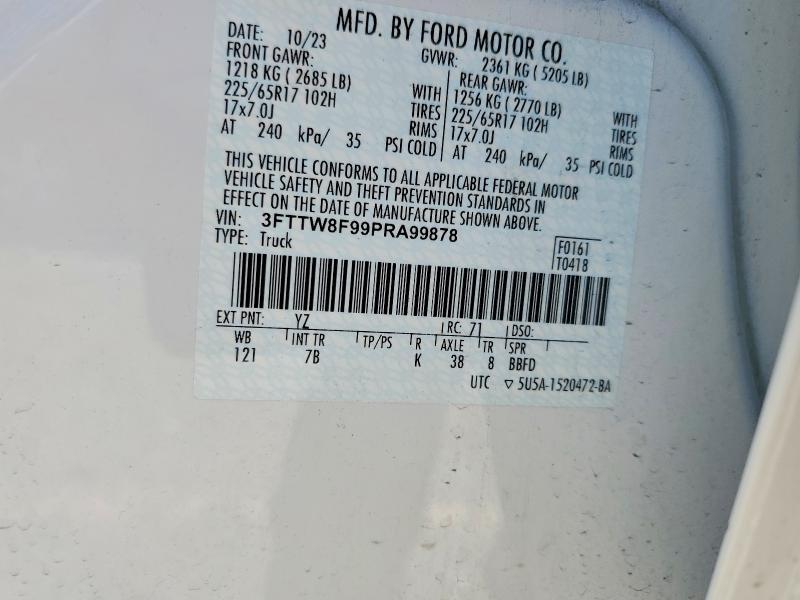 MFD. BY FORD MOTOR CO.
DATE: 10/23 GVWR: 2361 KG ( 5205 LB)
FRONT GAWR: REAR GAWR:
1218 KG ( 2685 LB) WITH 1256 KG ( 2770 LB) WITH
225/65R17 102H TIRES 225/65R17 102H TIRES
17x7.0J RIMS 17x7.0J RIMS
AT 240 kPa/ 35 PSI COLD AT 240 kPa/ 35 PSI COLD
THIS VEHICLE CONFORMS TO ALL APPLICABLE FEDERAL MOTOR
VEHICLE SAFETY AND THEFT PREVENTION STANDARDS IN
EFFECT ON THE DATE OF MANUFACTURE SHOWN ABOVE.
VIN: 3FTTW8F99PRA99878
TYPE: Truck F0161
T0418
EXT PNT: YZ RC: 71 DSO:
WB INT TR TP/PS R AXLE TR SPR
121 7B K 38 8 BBFD
UTC ▽ 5U5A-1520472-BA